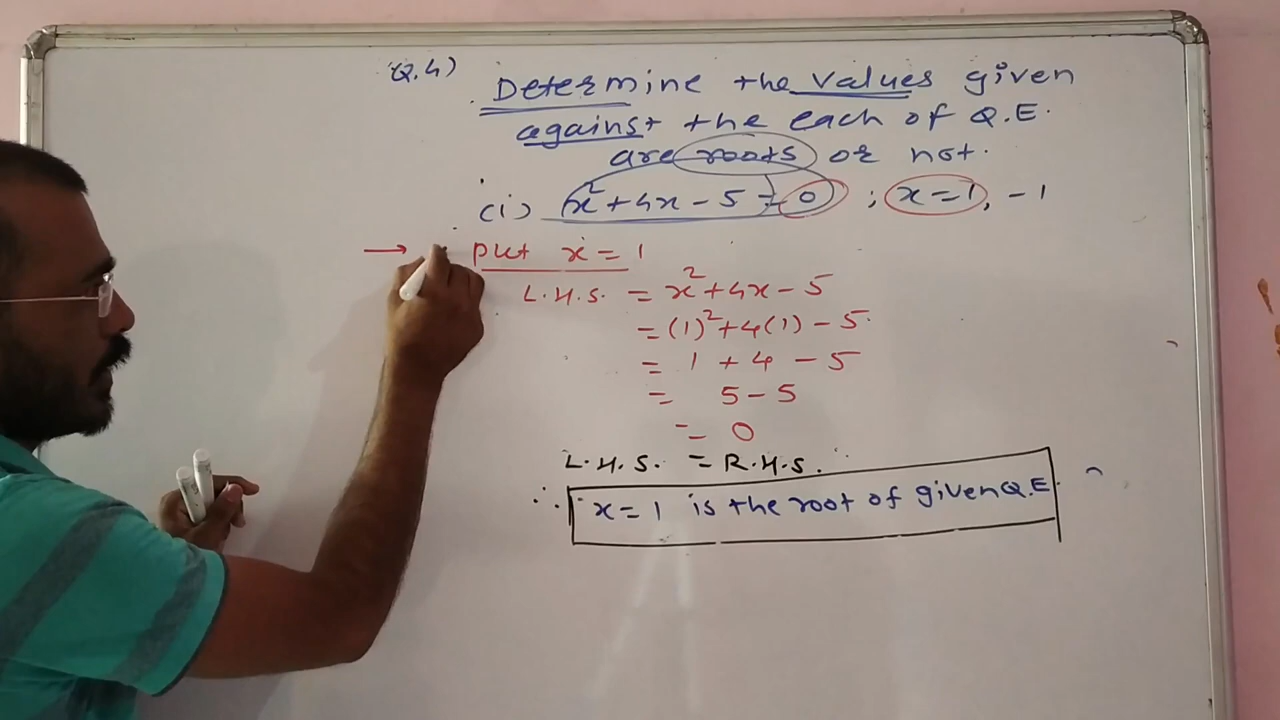 Q.4) Determine the values given
against the each of Q.E.
are roots or not.
(i) x²+4x-5=0 ; x=1, -1
→ put x=1
L.H.S. = x²+4x-5
=(1)²+4(1)-5
= 1+4-5
= 5-5
= 0
L.H.S. = R.H.S.
∴ x=1 is the root of given Q.E.